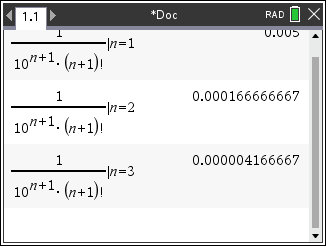 1.1 *Doc RAD
1/(10^(n+1)·(n+1)!)|n=1 0.005
1/(10^(n+1)·(n+1)!)|n=2 0.000166666667
1/(10^(n+1)·(n+1)!)|n=3 0.000004166667